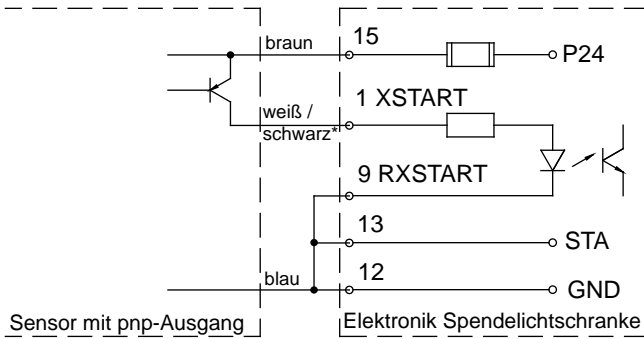 braun
15
P24
1 XSTART
weiß /
schwarz*
9 RXSTART
13
STA
blau
12
GND
Sensor mit pnp-Ausgang
Elektronik Spendelichtschranke